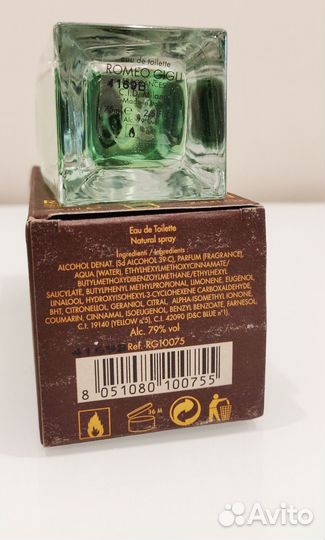 eau de toilette
ROMEO GIGLI
4169B
C.I.D. Milano
Eau de Toilette
Natural spray
Ingredienti / Ingredients
ALCOHOL DENAT. (Sd ALCOHOL 39-C), PARFUM (FRAGRANCE),
AQUA (WATER), ETHYLHEXYLMETHOXYCINNAMATE/
BUTYLMETHOXYDIBENZOYLMETHANE/ETHYLHEXYL
SALICYLATE, BUTYLPHENYL METHYLPROPIONAL, LIMONENE, EUGENOL,
LINALOOL, HYDROXYISOHEXYL-3-CYCLOHEXENE CARBOXALDEHYDE,
BHT, CITRONELLOL, GERANIOL, CITRAL, ALPHA-ISOMETHYL IONONE,
COUMARIN, CINNAMAL, ISOEUGENOL, BENZYL BENZOATE, FARNESOL,
C.I. 19140 (YELLOW n°5), C.I. 42090 (D&C BLUE n°1).
Alc. 79% vol
Ref. RG10075
8 051080 100755
36 M
Avito